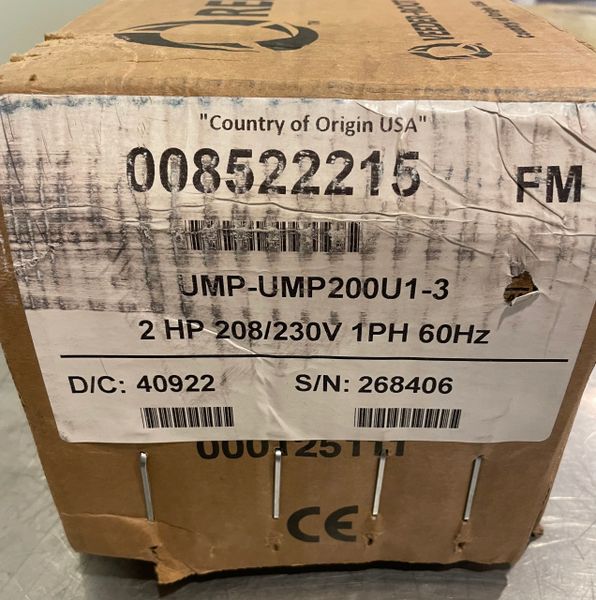 "Country of Origin USA"
008522215 FM
UMP-UMP200U1-3
2 HP 208/230V 1PH 60Hz
D/C: 40922 S/N: 268406
CE